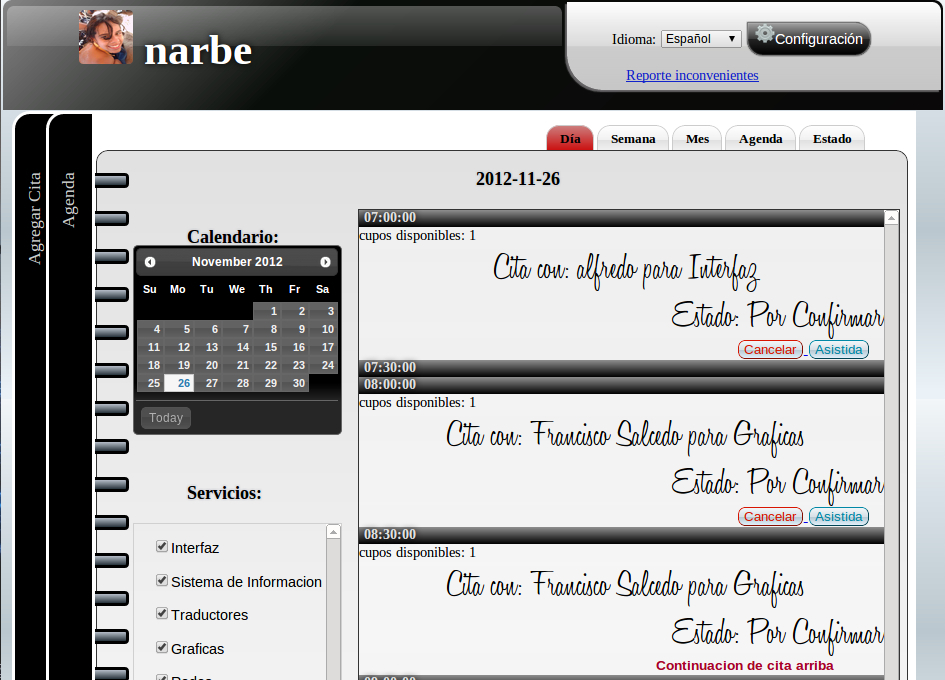 narbe
Idioma: Español Configuración
Reporte inconvenientes
Agregar Cita
Agenda
Día Semana Mes Agenda Estado
2012-11-26
Calendario:
November 2012
Su Mo Tu We Th Fr Sa
1 2 3
4 5 6 7 8 9 10
11 12 13 14 15 16 17
18 19 20 21 22 23 24
25 26 27 28 29 30
Today
Servicios:
Interfaz
Sistema de Informacion
Traductores
Graficas
Redes
07:00:00
cupos disponibles: 1
Cita con: alfredo para Interfaz
Estado: Por Confirmar
Cancelar Asistida
07:30:00
08:00:00
cupos disponibles: 1
Cita con: Francisco Salcedo para Graficas
Estado: Por Confirmar
Cancelar Asistida
08:30:00
cupos disponibles: 1
Cita con: Francisco Salcedo para Graficas
Estado: Por Confirmar
Continuacion de cita arriba
09:00:00